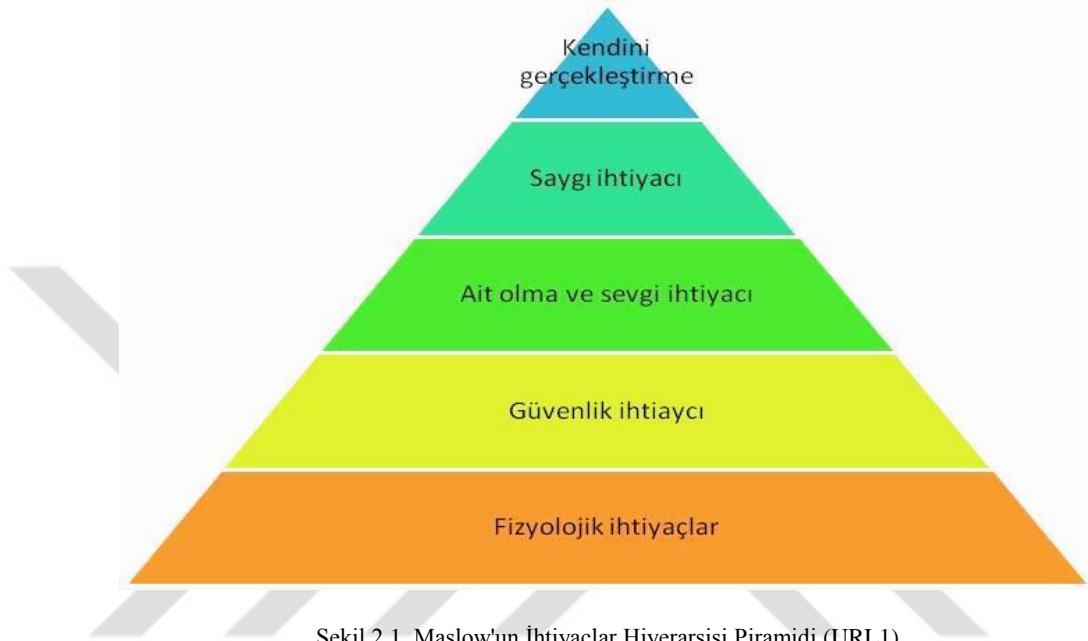 Kendini
gerçekleştirme
Saygı ihtiyacı
Ait olma ve sevgi ihtiyacı
Güvenlik ihtiaycı
Fizyolojik ihtiyaçlar
Şekil 2.1. Maslow'un İhtiyaçlar Hiyerarşisi Piramidi (URL1)